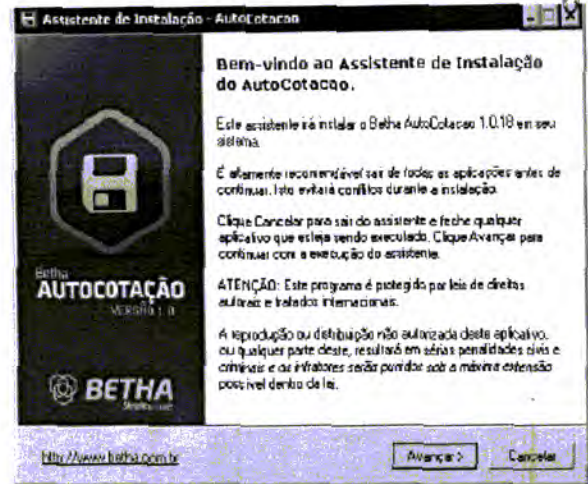 Assistente de Instalação - AutoCotacao
Bem-vindo ao Assistente de Instalação
do AutoCotacao.
Este assistente irá instalar o Betha AutoCotacao 1.0.18 em seu
sistema.
É altamente recomendável sair de todas as aplicações antes de
continuar. Isto evitará conflitos durante a instalação.
Clique Cancelar para sair do assistente e feche qualquer
aplicativo que esteja sendo executado. Clique Avançar para
continuar com a execução do assistente.
ATENÇÃO: Este programa é protegido por leis de direitos
autorais e tratados internacionais.
A reprodução ou distribuição não autorizada deste aplicativo,
ou qualquer parte deste, resultará em sérias penalidades civis e
criminais e os infratores serão punidos sob a máxima extensão
possível dentro da lei.
Betha
AUTOCOTAÇÃO
VERSÃO 1.0
BETHA
http://www.betha.com.br
Avançar >
Cancelar